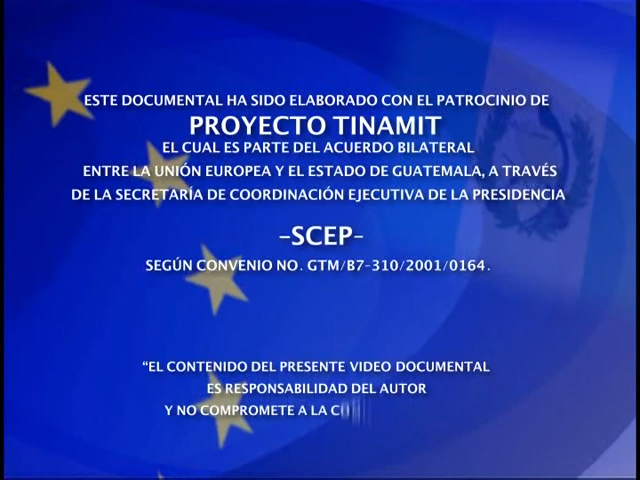 ESTE DOCUMENTAL HA SIDO ELABORADO CON EL PATROCINIO DE
PROYECTO TINAMIT
EL CUAL ES PARTE DEL ACUERDO BILATERAL
ENTRE LA UNIÓN EUROPEA Y EL ESTADO DE GUATEMALA, A TRAVÉS
DE LA SECRETARÍA DE COORDINACIÓN EJECUTIVA DE LA PRESIDENCIA
-SCEP-
SEGÚN CONVENIO NO. GTM/B7-310/2001/0164.
"EL CONTENIDO DEL PRESENTE VIDEO DOCUMENTAL
ES RESPONSABILIDAD DEL AUTOR
Y NO COMPROMETE A LA